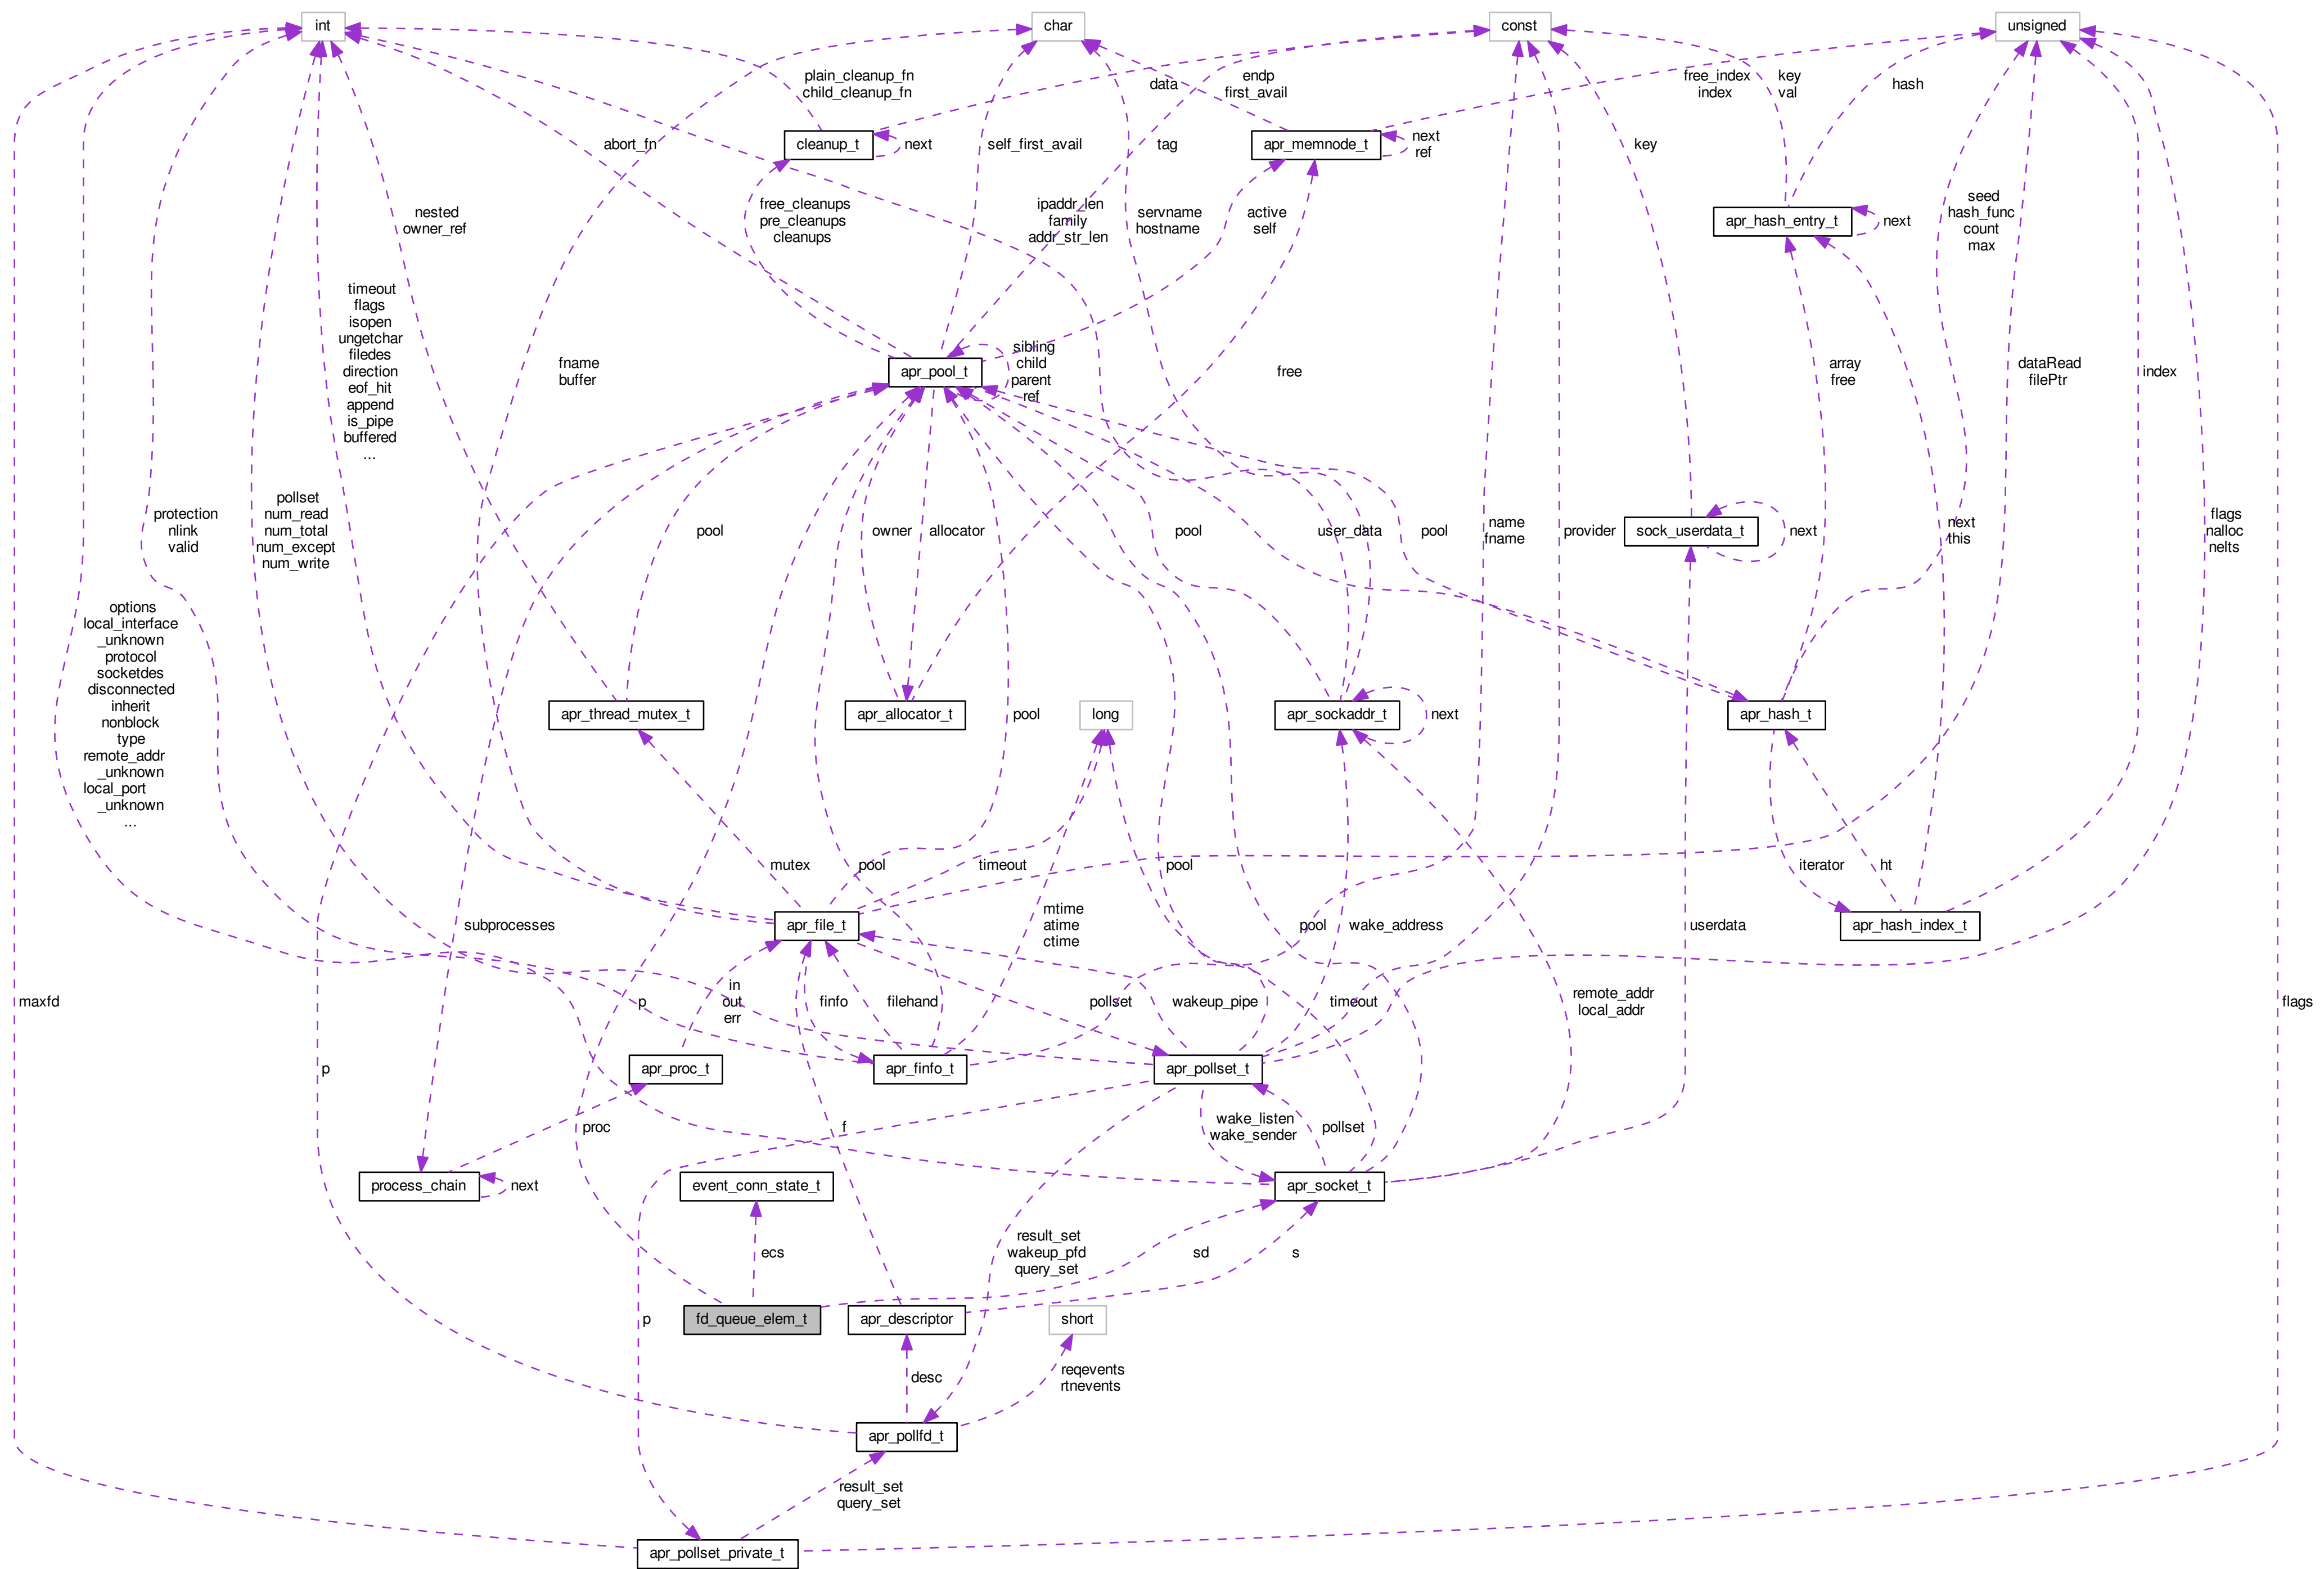 int
char
const
unsigned
plain_cleanup_fn
child_cleanup_fn
data
endp
first_avail
free_index
index
key
val
hash
abort_fn
cleanup_t
next
self_first_avail
tag
apr_memnode_t
next
ref
key
nested
owner_ref
free_cleanups
pre_cleanups
cleanups
ipaddr_len
family
addr_str_len
servname
hostname
active
self
apr_hash_entry_t
next
seed
hash_func
count
max
timeout
flags
isopen
ungetchar
filedes
direction
eof_hit
append
is_pipe
buffered
...
fname
buffer
apr_pool_t
sibling
child
parent
ref
free
array
free
dataRead
filePtr
index
protection
nlink
valid
pollset
num_read
num_total
num_except
num_write
pool
owner
allocator
pool
user_data
pool
name
fname
provider
sock_userdata_t
next
next
this
flags
nalloc
nelts
options
local_interface
_unknown
protocol
socketdes
disconnected
inherit
nonblock
type
remote_addr
_unknown
local_port
_unknown
...
apr_thread_mutex_t
apr_allocator_t
pool
long
apr_sockaddr_t
next
apr_hash_t
mutex
pool
timeout
pool
iterator
ht
subprocesses
apr_file_t
mtime
atime
ctime
pool
wake_address
userdata
apr_hash_index_t
maxfd
p
in
out
err
finfo
filehand
pollset
wakeup_pipe
timeout
remote_addr
local_addr
flags
p
apr_proc_t
apr_finfo_t
apr_pollset_t
proc
f
wake_listen
wake_sender
pollset
process_chain
next
event_conn_state_t
apr_socket_t
ecs
result_set
wakeup_pfd
query_set
sd
s
p
fd_queue_elem_t
apr_descriptor
short
desc
reqevents
rtnevents
apr_pollfd_t
result_set
query_set
apr_pollset_private_t